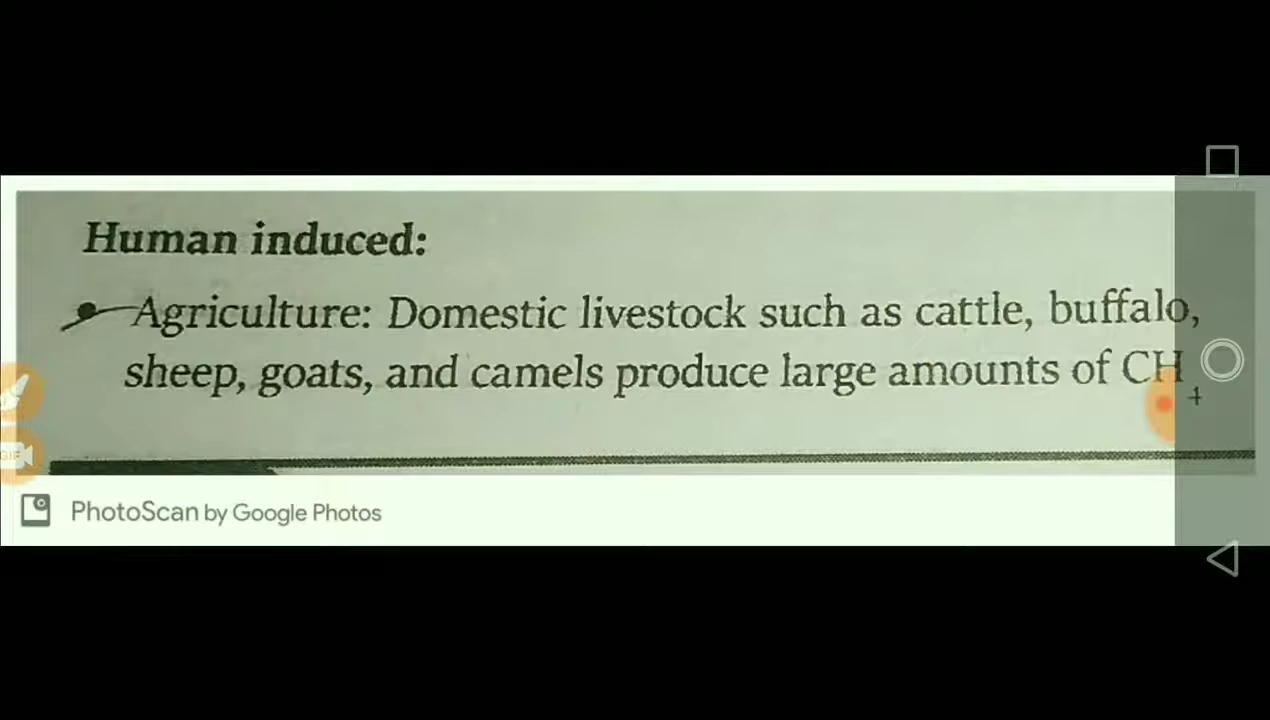 Human induced:
Agriculture: Domestic livestock such as cattle, buffalo,
sheep, goats, and camels produce large amounts of CH4
GIF
PhotoScan by Google Photos